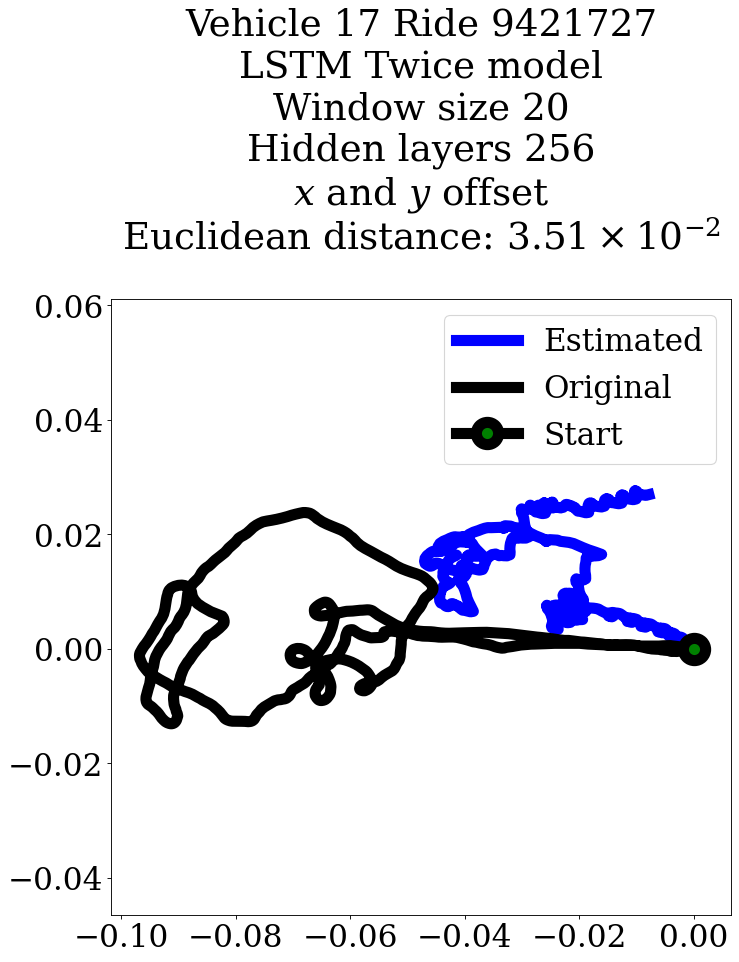 Vehicle 17 Ride 9421727
LSTM Twice model
Window size 20
Hidden layers 256
x and y offset
Euclidean distance: 3.51 × 10⁻²
0.06
0.04
0.02
0.00
−0.02
−0.04
Estimated
Original
Start
−0.10
−0.08
−0.06
−0.04
−0.02
0.00